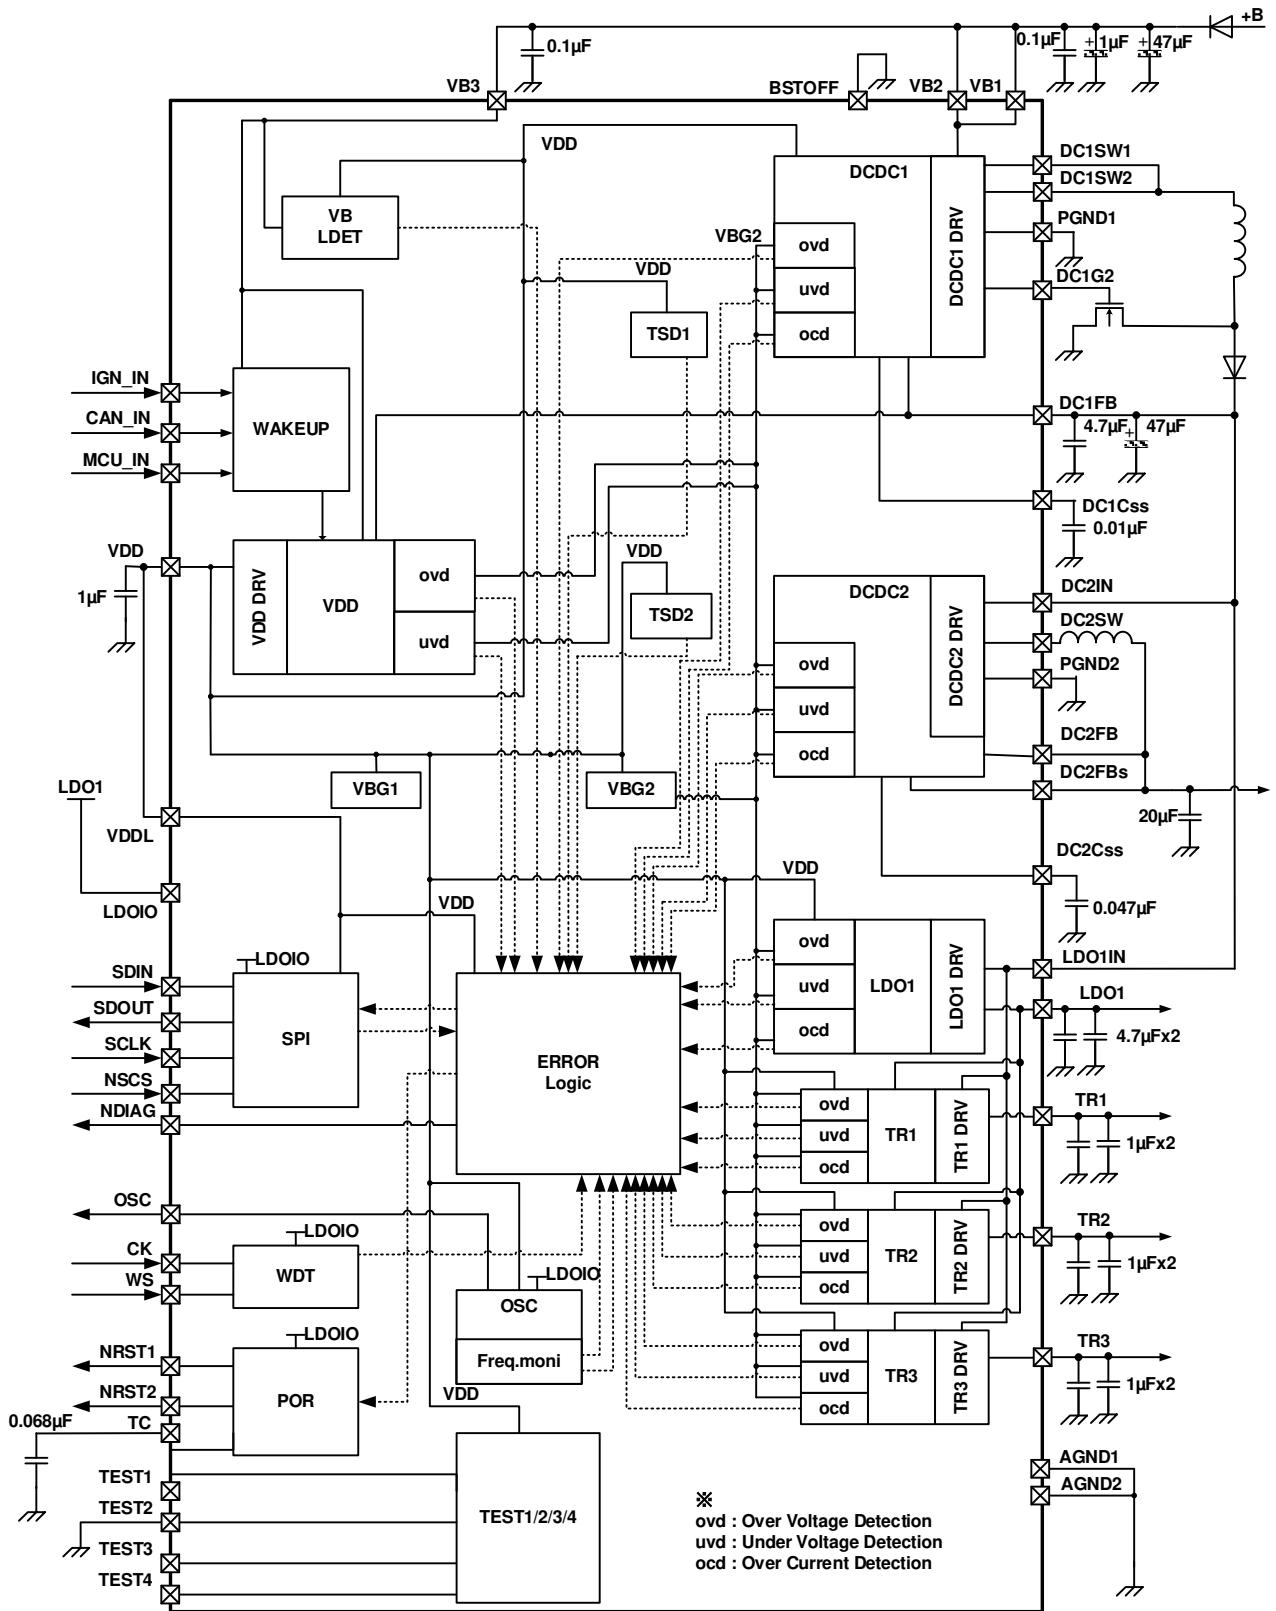 +B
0.1µF
0.1µF
+
1µF
+
47µF
VB3
BSTOFF
VB2
VB1
VDD
DCDC1
DC1SW1
DC1SW2
VB
LDET
PGND1
VBG2
ovd
uvd
ocd
DCDC1 DRV
VDD
DC1G2
TSD1
IGN_IN
CAN_IN
MCU_IN
WAKEUP
DC1FB
4.7µF
+
47µF
DC1Css
0.01µF
VDD
1µF
VDD DRV
VDD
ovd
uvd
VDD
TSD2
DCDC2
DC2IN
DC2SW
PGND2
ovd
uvd
ocd
DCDC2 DRV
DC2FB
DC2FBs
20µF
VBG1
VBG2
LDO1
VDDL
LDOIO
DC2Css
0.047µF
VDD
VDD
LDO1IN
LDO1
4.7µFx2
ovd
uvd
ocd
LDO1
LDO1 DRV
SDIN
SDOUT
SCLK
NSCS
NDIAG
LDOIO
SPI
ERROR
Logic
ovd
uvd
ocd
TR1
TR1 DRV
TR1
1µFx2
OSC
CK
WS
LDOIO
WDT
LDOIO
OSC
Freq.moni
ovd
uvd
ocd
TR2
TR2 DRV
TR2
1µFx2
NRST1
NRST2
TC
0.068µF
LDOIO
POR
VDD
ovd
uvd
ocd
TR3
TR3 DRV
TR3
1µFx2
TEST1
TEST2
TEST3
TEST4
TEST1/2/3/4
AGND1
AGND2
※
ovd : Over Voltage Detection
uvd : Under Voltage Detection
ocd : Over Current Detection